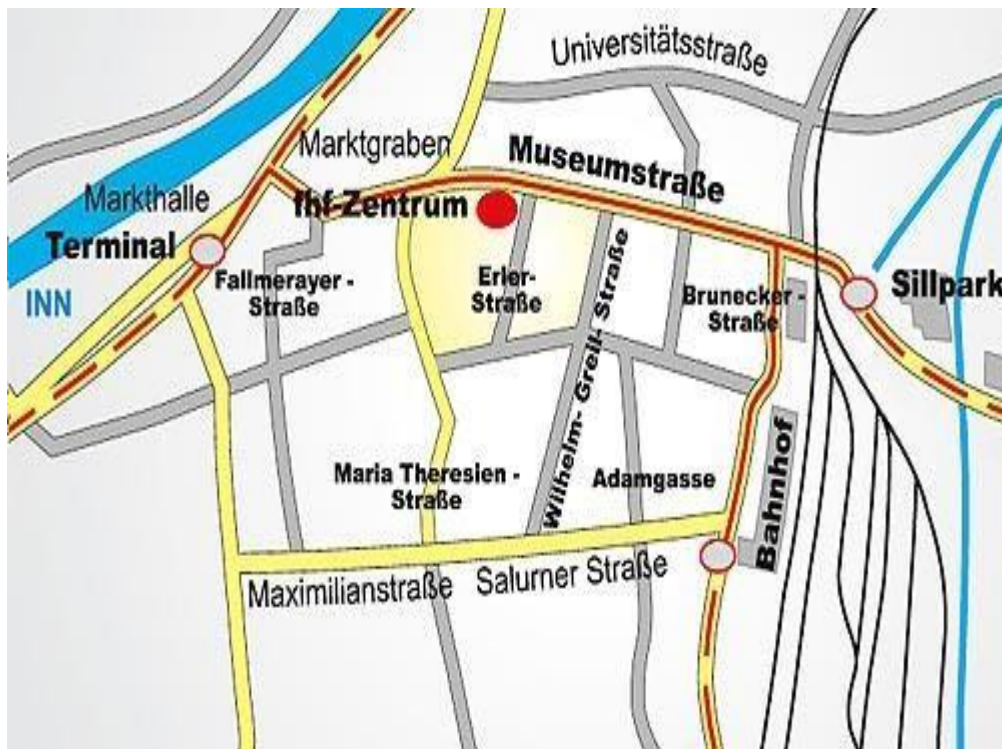 Universitätsstraße
Marktgraben
Museumstraße
Markthalle
fhf-Zentrum
Terminal
INN
Fallmerayer -
Straße
Erler-
Straße
Wilhelm- Greil- Straße
Brunecker -
Straße
Sillpark
Maria Theresien -
Straße
Adamgasse
Bahnhof
Maximilianstraße
Salurner Straße